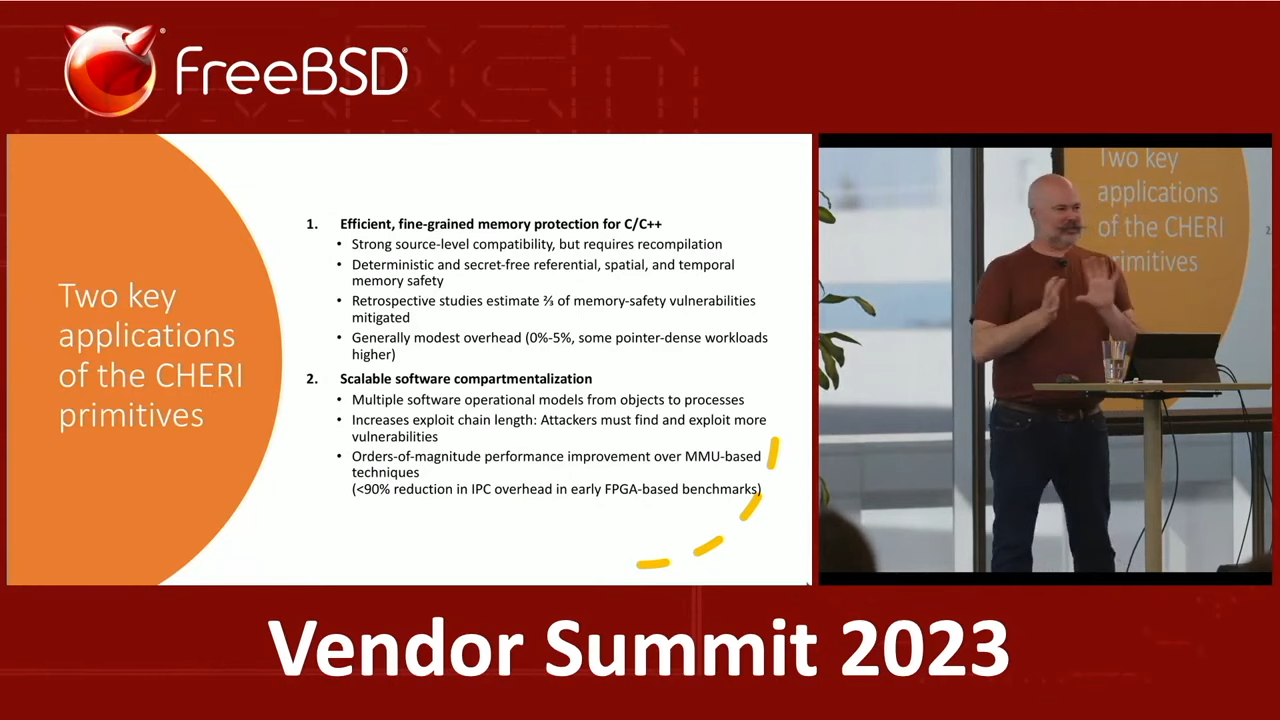 FreeBSD®
Two key
applications
of the CHERI
primitives
1. Efficient, fine-grained memory protection for C/C++
• Strong source-level compatibility, but requires recompilation
• Deterministic and secret-free referential, spatial, and temporal
memory safety
• Retrospective studies estimate ⅔ of memory-safety vulnerabilities
mitigated
• Generally modest overhead (0%-5%, some pointer-dense workloads
higher)
2. Scalable software compartmentalization
• Multiple software operational models from objects to processes
• Increases exploit chain length: Attackers must find and exploit more
vulnerabilities
• Orders-of-magnitude performance improvement over MMU-based
techniques
(<90% reduction in IPC overhead in early FPGA-based benchmarks)
Two key
applications
of the CHERI
primitives
2.
Vendor Summit 2023